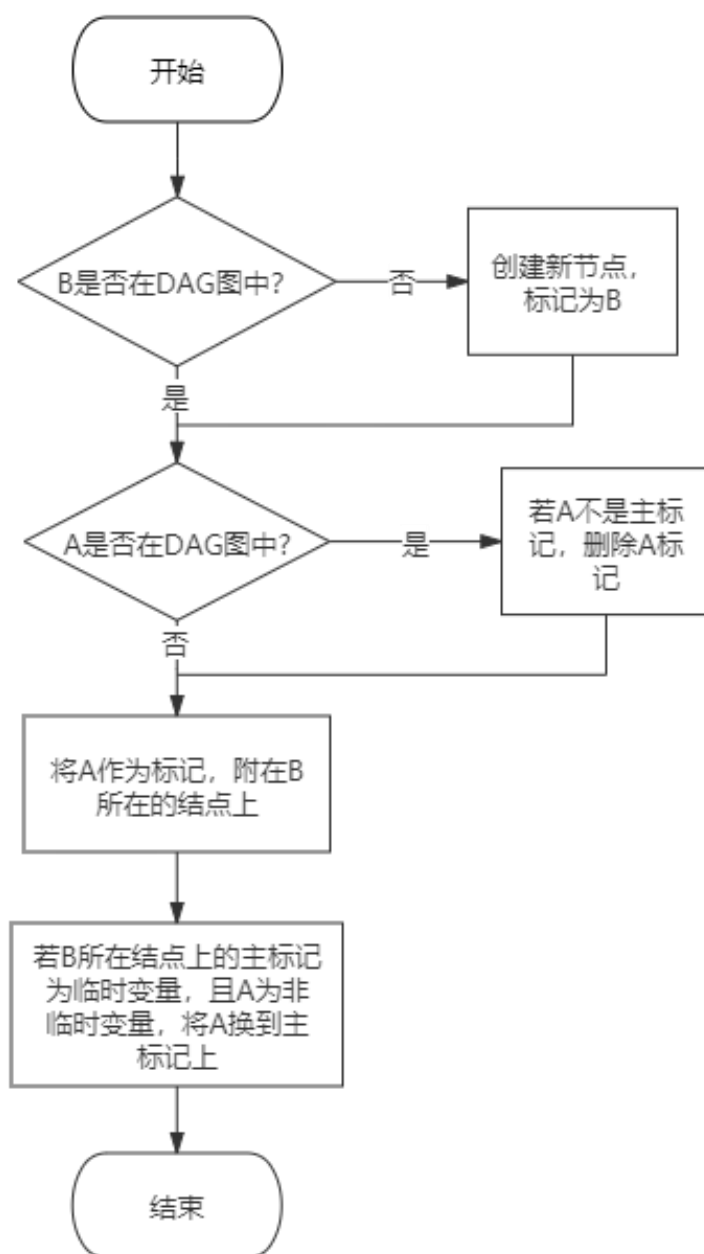 开始
B是否在DAG图中?
否
创建新节点，
标记为B
是
A是否在DAG图中?
是
若A不是主标
记，删除A标
记
否
将A作为标记，附在B
所在的结点上
若B所在结点上的主标记
为临时变量，且A为非
临时变量，将A换到主
标记上
结束